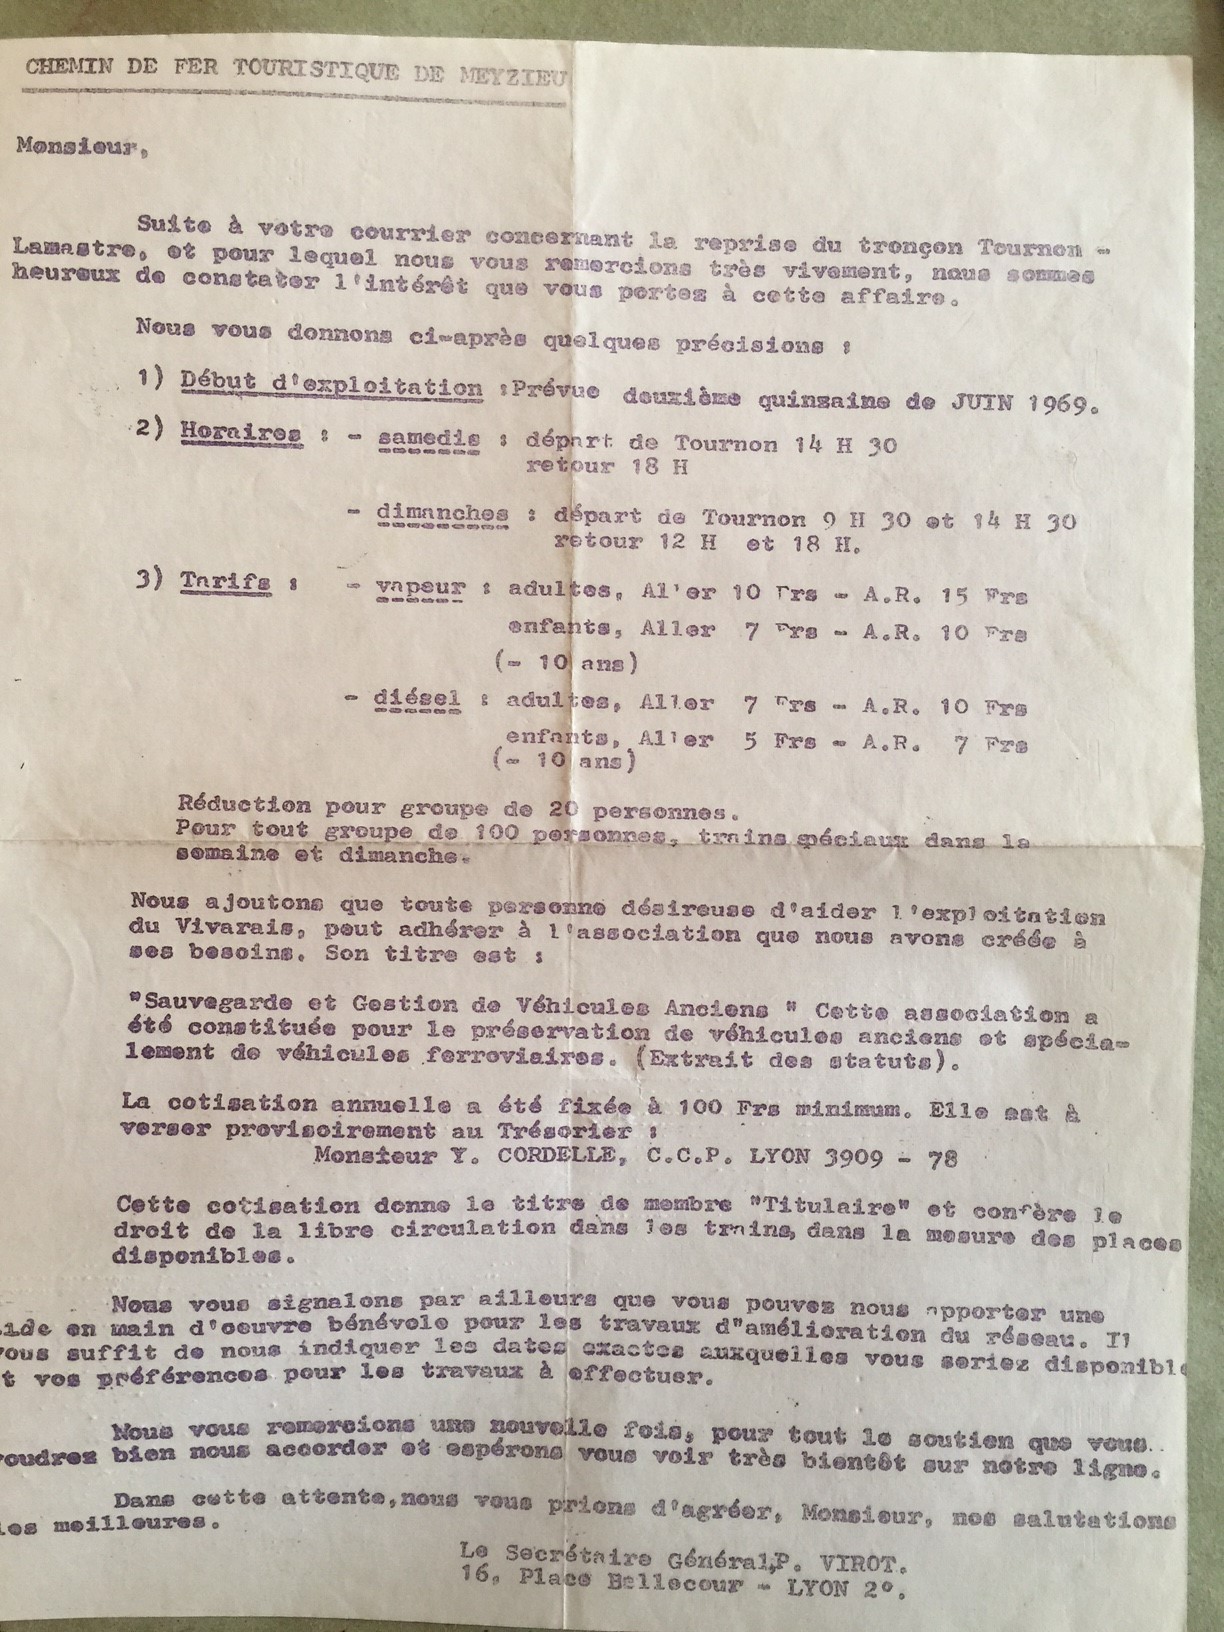 CHEMIN DE FER TOURISTIQUE DE MEYZIEU
Monsieur,
Suite à votre courrier concernant la reprise du tronçon Tournon -
Lamastre, et pour lequel nous vous remercions très vivement, nous sommes
heureux de constater l'intérêt que vous portez à cette affaire.
Nous vous donnons ci-après quelques précisions :
1) Début d'exploitation :Prévue deuxième quinzaine de JUIN 1969.
2) Horaires : - samedis : départ de Tournon 14 H 30
retour 18 H
- dimanches : départ de Tournon 9 H 30 et 14 H 30
retour 12 H et 18 H.
3) Tarifs : - vapeur : adultes, Aller 10 Frs - A.R. 15 Frs
enfants, Aller 7 Frs - A.R. 10 Frs
(- 10 ans)
- diésel : adultes, Aller 7 Frs - A.R. 10 Frs
enfants, Aller 5 Frs - A.R. 7 Frs
(- 10 ans)
Réduction pour groupe de 20 personnes.
Pour tout groupe de 100 personnes, trains spéciaux dans la
semaine et dimanche.
Nous ajoutons que toute personne désireuse d'aider l'exploitation
du Vivarais, peut adhérer à l'association que nous avons créée à
ses besoins. Son titre est :
"Sauvegarde et Gestion de Véhicules Anciens " Cette association a
été constituée pour la préservation de véhicules anciens et spécia-
lement de véhicules ferroviaires. (Extrait des statuts).
La cotisation annuelle a été fixée à 100 Frs minimum. Elle est à
verser provisoirement au Trésorier :
Monsieur Y. CORDELLE, C.C.P. LYON 3909 - 78
Cette cotisation donne le titre de membre "Titulaire" et confère le
droit de la libre circulation dans les trains, dans la mesure des places
disponibles.
Nous vous signalons par ailleurs que vous pouvez nous apporter une
aide en main d'oeuvre bénévole pour les travaux d"amélioration du réseau. Il
vous suffit de nous indiquer les dates exactes auxquelles vous seriez disponible
et vos préférences pour les travaux à effectuer.
Nous vous remercions une nouvelle fois, pour tout le soutien que vous
voudrez bien nous accorder et espérons vous voir très bientôt sur notre ligne.
Dans cette attente, nous vous prions d'agréer, Monsieur, nos salutations
les meilleures.
Le Secrétaire Général, P. VIROT.
16, Place Bellecour - LYON 2°.